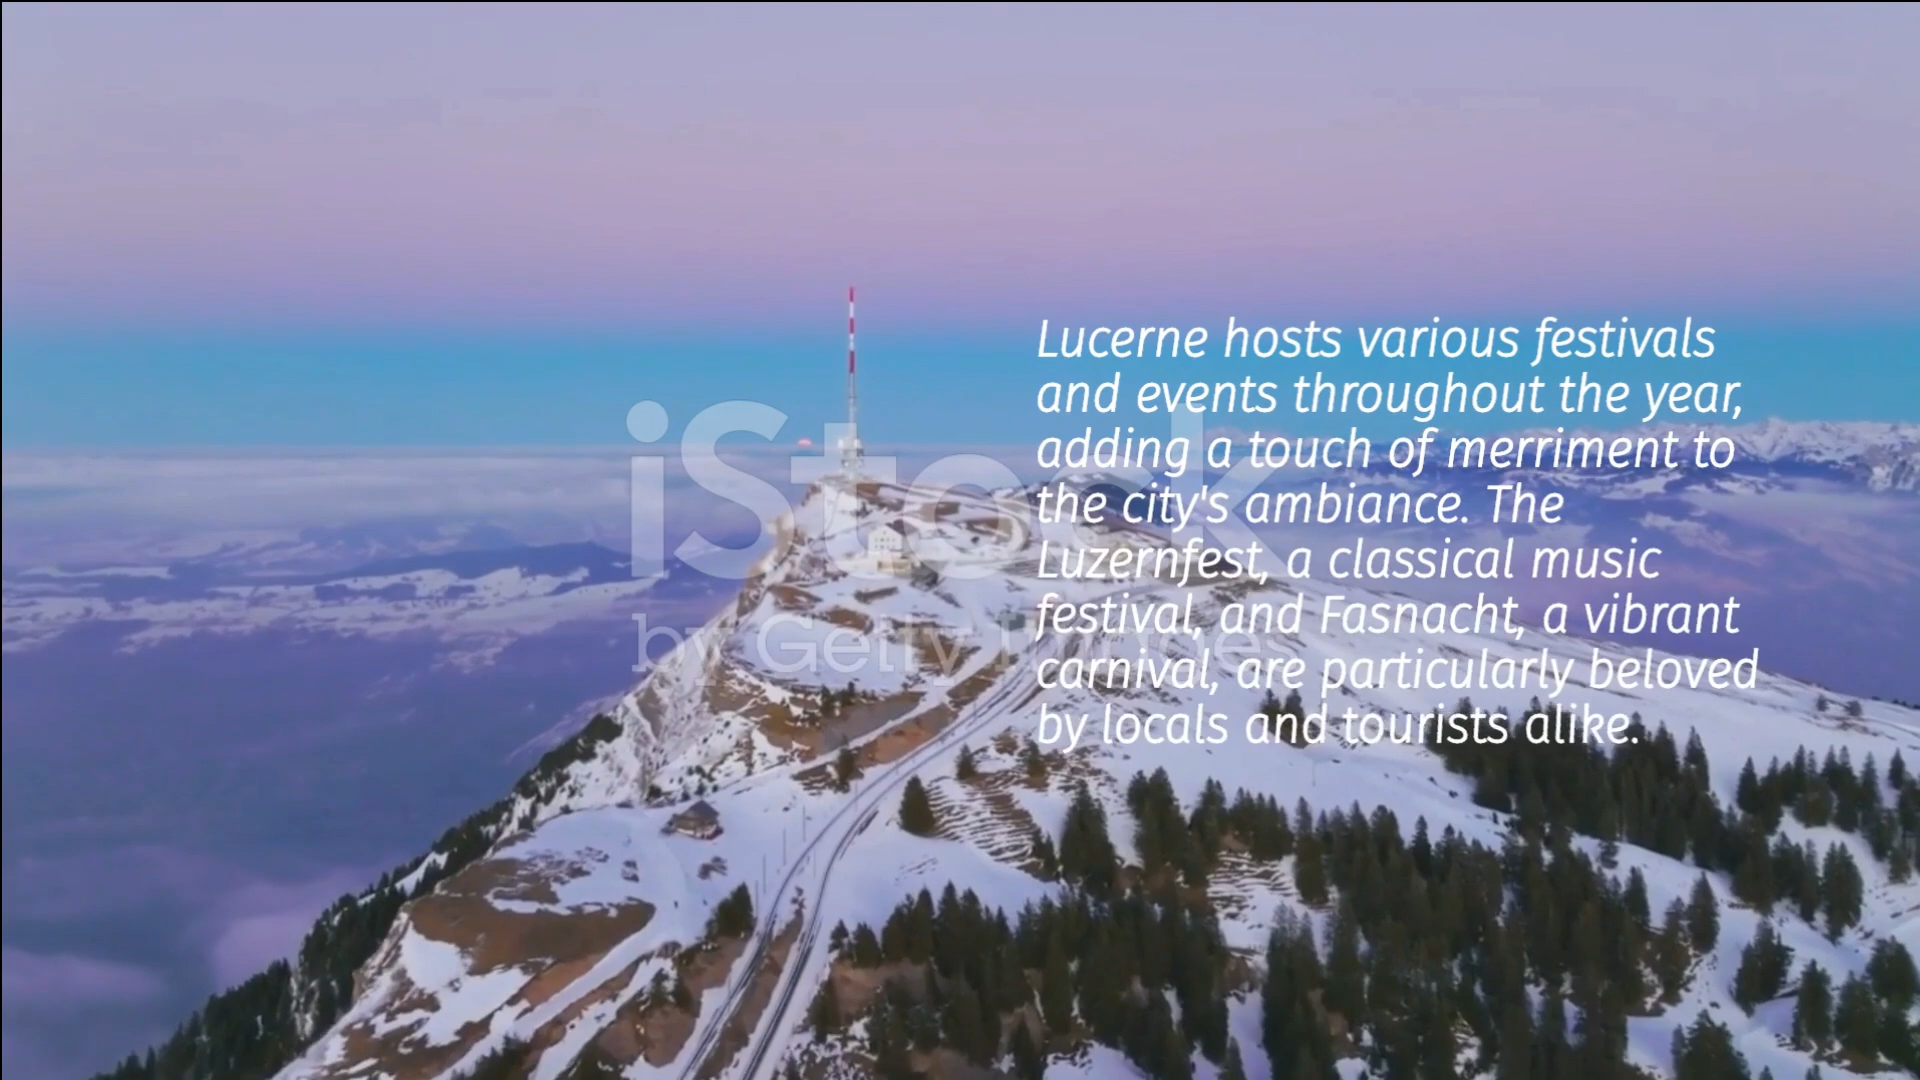 Lucerne hosts various festivals
and events throughout the year,
adding a touch of merriment to
the city's ambiance. The
Luzernfest, a classical music
festival, and Fasnacht, a vibrant
carnival, are particularly beloved
by locals and tourists alike.
iStock
by Getty Images